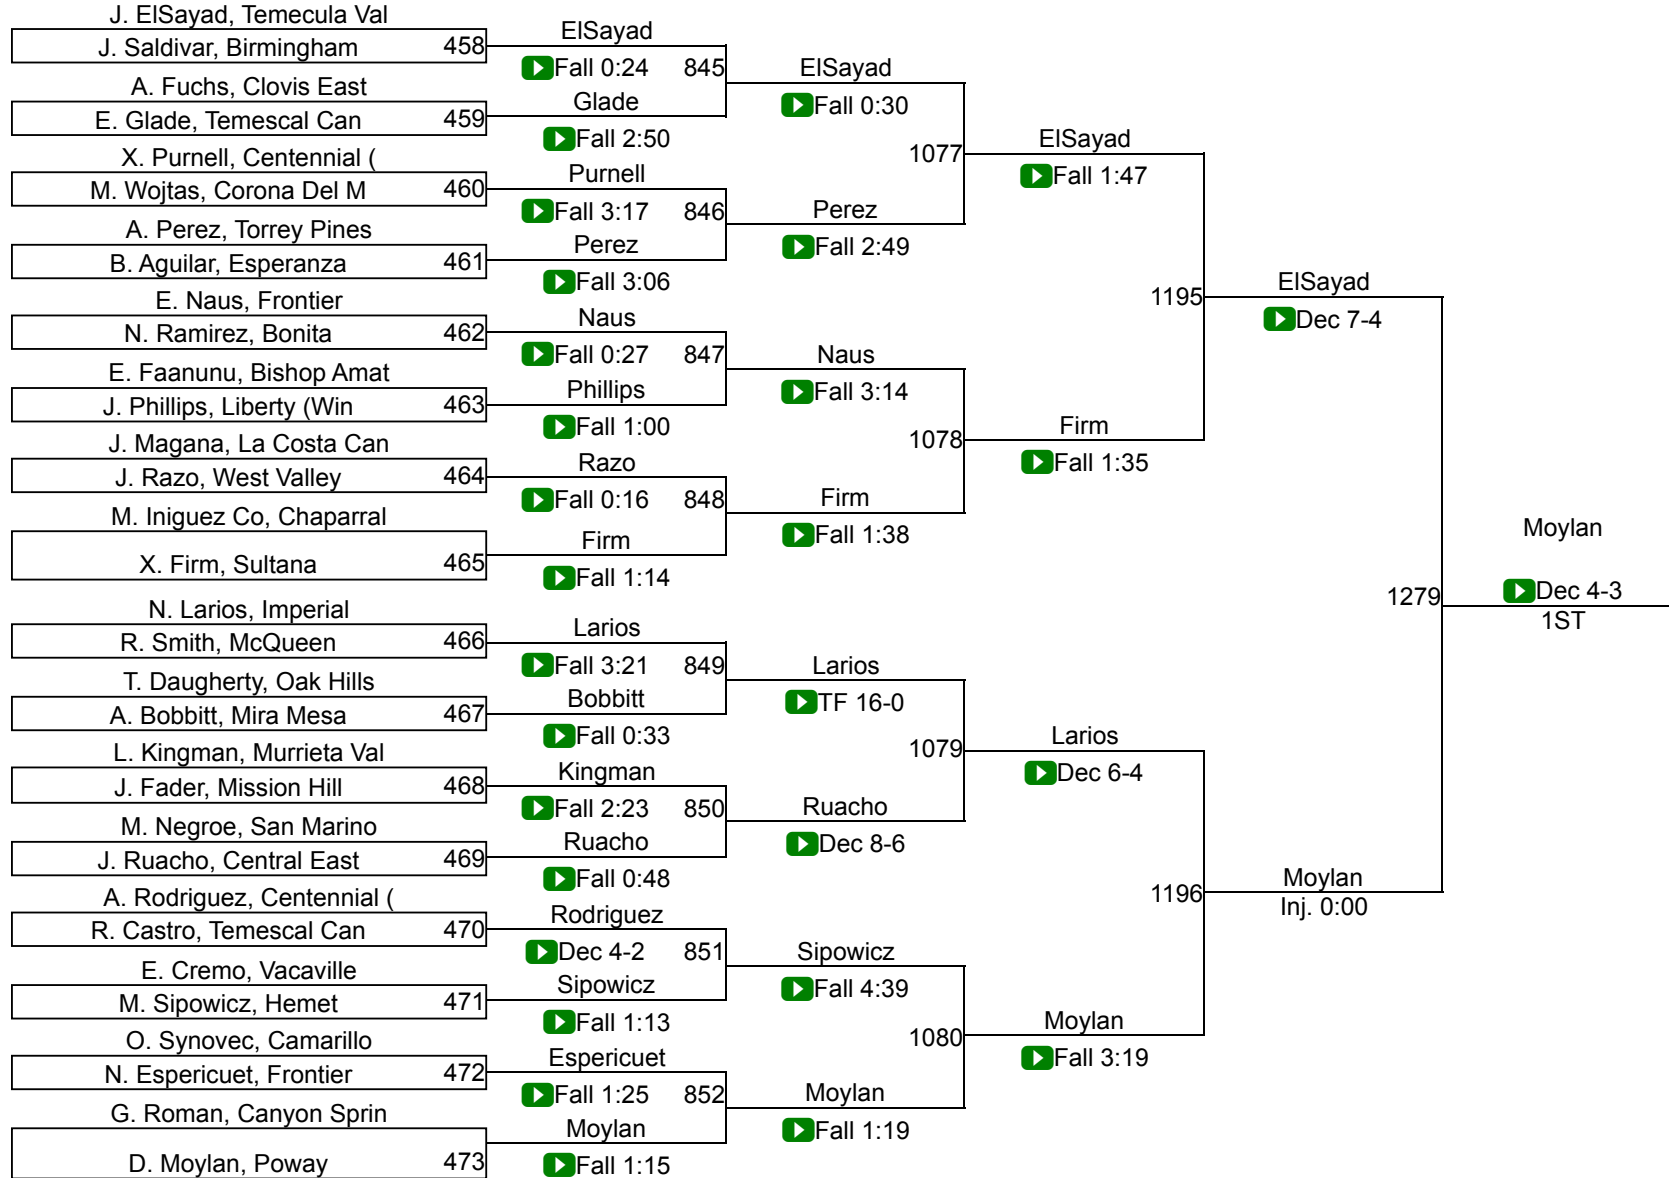 J. ElSayad, Temecula Val
J. Saldivar, Birmingham 458
A. Fuchs, Clovis East
E. Glade, Temescal Can 459
X. Purnell, Centennial (
M. Wojtas, Corona Del M 460
A. Perez, Torrey Pines
B. Aguilar, Esperanza 461
E. Naus, Frontier
N. Ramirez, Bonita 462
E. Faanunu, Bishop Amat
J. Phillips, Liberty (Win 463
J. Magana, La Costa Can
J. Razo, West Valley 464
M. Iniguez Co, Chaparral
X. Firm, Sultana 465
N. Larios, Imperial
R. Smith, McQueen 466
T. Daugherty, Oak Hills
A. Bobbitt, Mira Mesa 467
L. Kingman, Murrieta Val
J. Fader, Mission Hill 468
M. Negroe, San Marino
J. Ruacho, Central East 469
A. Rodriguez, Centennial (
R. Castro, Temescal Can 470
E. Cremo, Vacaville
M. Sipowicz, Hemet 471
O. Synovec, Camarillo
N. Espericuet, Frontier 472
G. Roman, Canyon Sprin
D. Moylan, Poway 473
ElSayad
Fall 0:24 845
Glade
Fall 2:50
Purnell
Fall 3:17 846
Perez
Fall 3:06
Naus
Fall 0:27 847
Phillips
Fall 1:00
Razo
Fall 0:16 848
Firm
Fall 1:14
Larios
Fall 3:21 849
Bobbitt
Fall 0:33
Kingman
Fall 2:23 850
Ruacho
Fall 0:48
Rodriguez
Dec 4-2 851
Sipowicz
Fall 1:13
Espericuet
Fall 1:25 852
Moylan
Fall 1:15
ElSayad
Fall 0:30
1077
Perez
Fall 2:49
Naus
Fall 3:14
1078
Firm
Fall 1:38
Larios
TF 16-0
1079
Ruacho
Dec 8-6
Sipowicz
Fall 4:39
1080
Moylan
Fall 1:19
ElSayad
Fall 1:47
1195
Firm
Fall 1:35
Larios
Dec 6-4
1196
Moylan
Fall 3:19
ElSayad
Dec 7-4
1279
Moylan
Inj. 0:00
Moylan
Dec 4-3
1ST